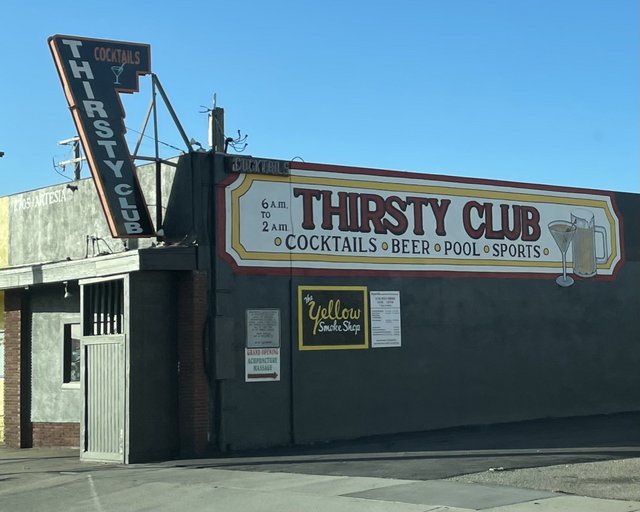 COCKTAILS
THIRSTY CLUB
ARTESIA
COCKTAILS
6 A.M.
TO
2 A.M.
THIRSTY CLUB
• COCKTAILS • BEER • POOL • SPORTS •
The
Yellow
Smoke Shop
GRAND OPENING
ACUPUNCTURE
MASSAGE